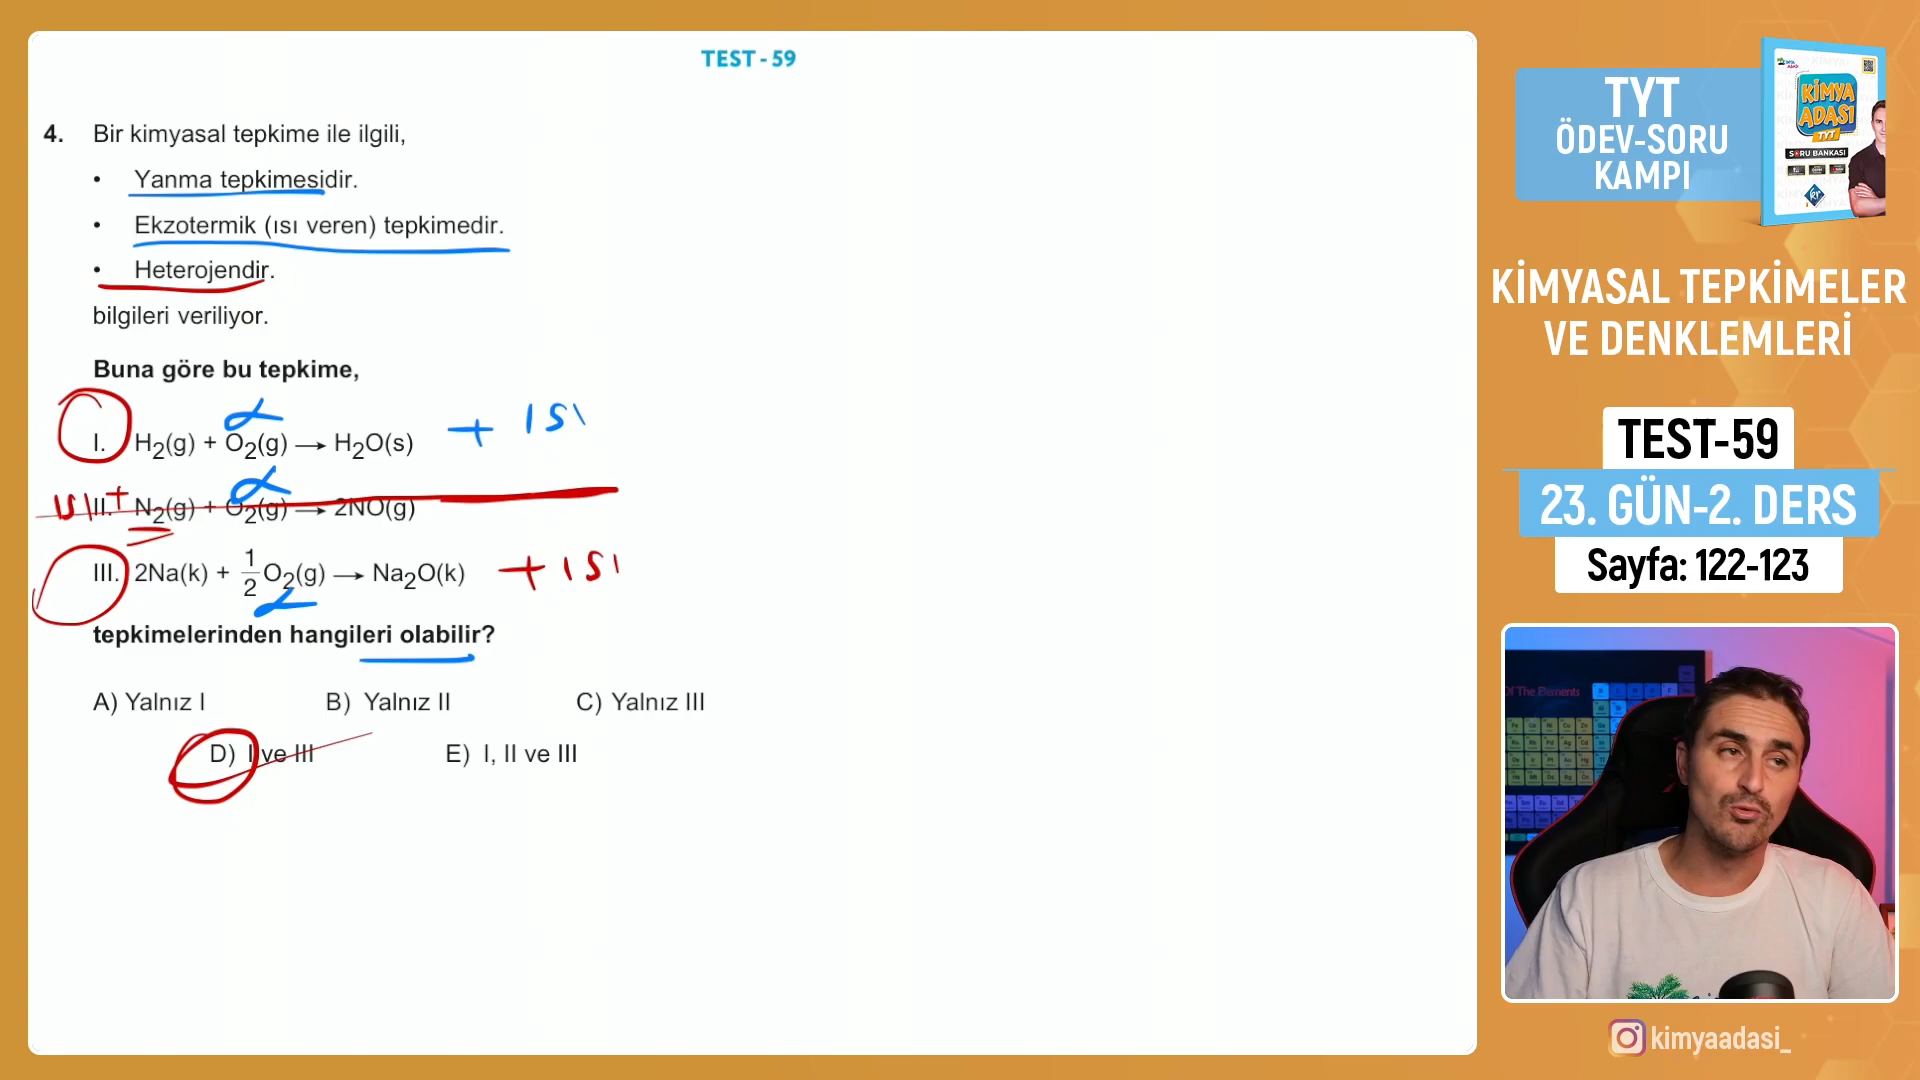 TEST - 59
4. Bir kimyasal tepkime ile ilgili,
• Yanma tepkimesidir.
• Ekzotermik (ısı veren) tepkimedir.
• Heterojendir.
bilgileri veriliyor.
Buna göre bu tepkime,
I. H2(g) + O2(g) → H2O(s) + ısı
ısı + II. N2(g) + O2(g) → 2NO(g)
III. 2Na(k) + 1/2 O2(g) → Na2O(k) + ısı
tepkimelerinden hangileri olabilir?
A) Yalnız I B) Yalnız II C) Yalnız III
D) I ve III E) I, II ve III
TYT
ÖDEV-SORU
KAMPI
KİMYA
ADASI
TYT
SORU BANKASI
KİMYASAL TEPKİMELER
VE DENKLEMLERİ
TEST-59
23. GÜN-2. DERS
Sayfa: 122-123
Of The Elements
kimyaadasi_